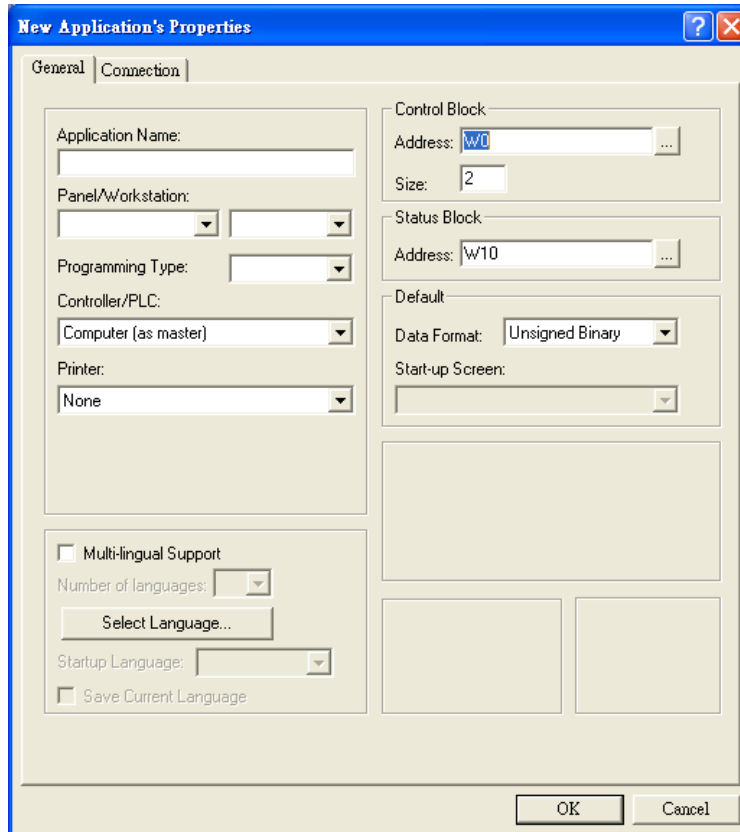 New Application's Properties
General
Connection
Application Name:
Panel/Workstation:
Programming Type:
Controller/PLC:
Computer (as master)
Printer:
None
Multi-lingual Support
Number of languages:
Select Language...
Startup Language:
Save Current Language
Control Block
Address: W0 ...
Size: 2
Status Block
Address: W10 ...
Default
Data Format: Unsigned Binary
Start-up Screen:
OK
Cancel